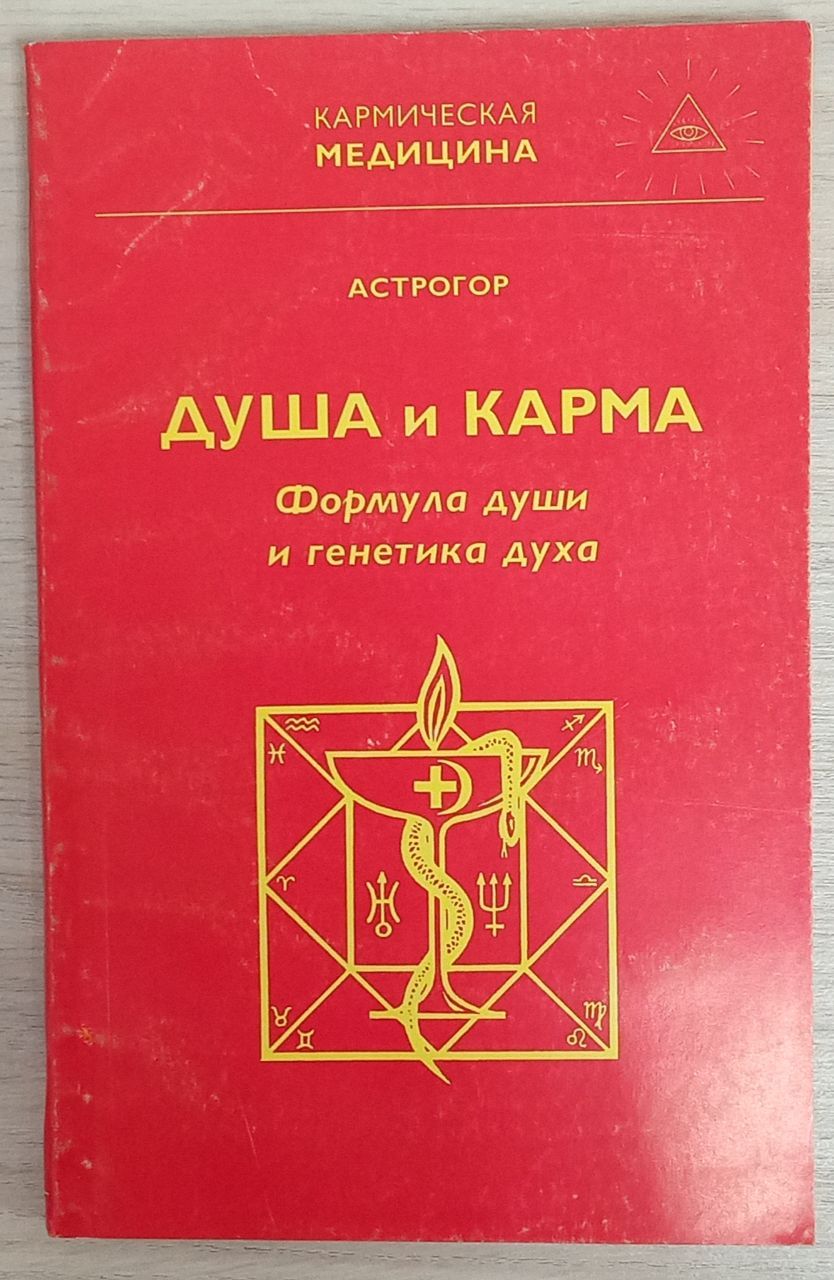 КАРМИЧЕСКАЯ
МЕДИЦИНА
АСТРОГОР
ДУША и КАРМА
Формула души
и генетика духа